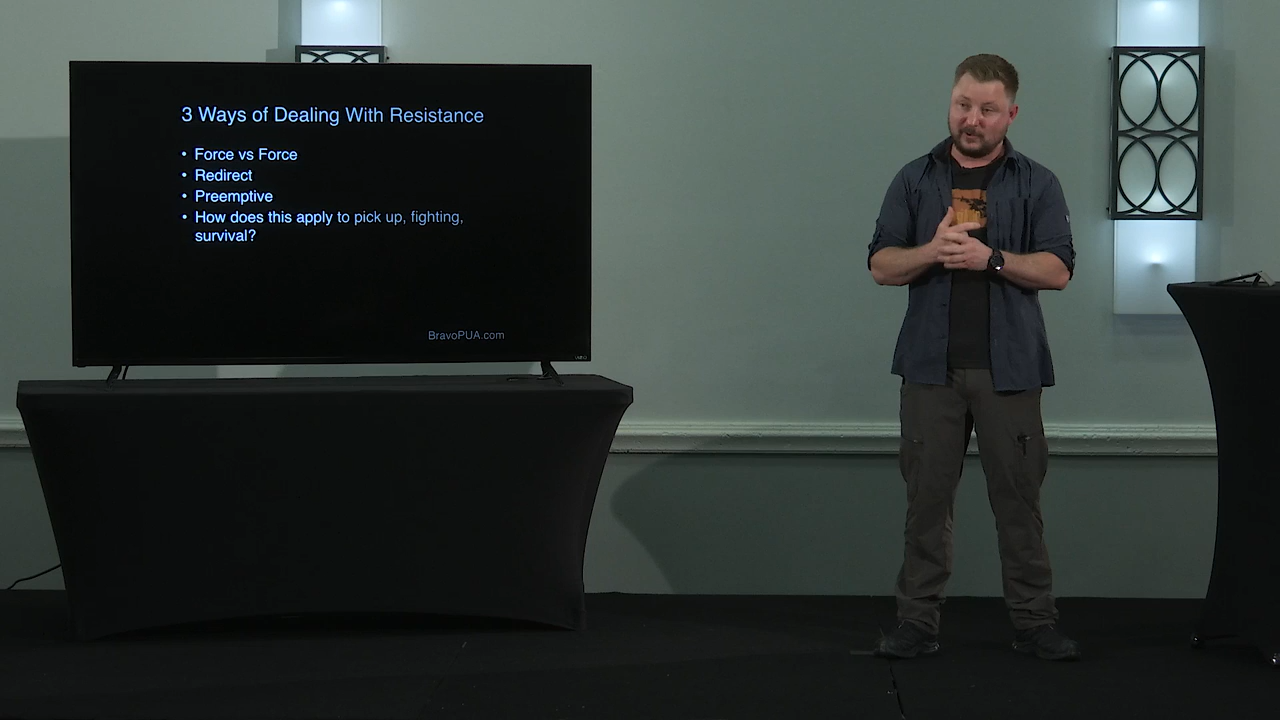 3 Ways of Dealing With Resistance
• Force vs Force
• Redirect
• Preemptive
• How does this apply to pick up, fighting,
survival?
BravoPUA.com
VIZIO